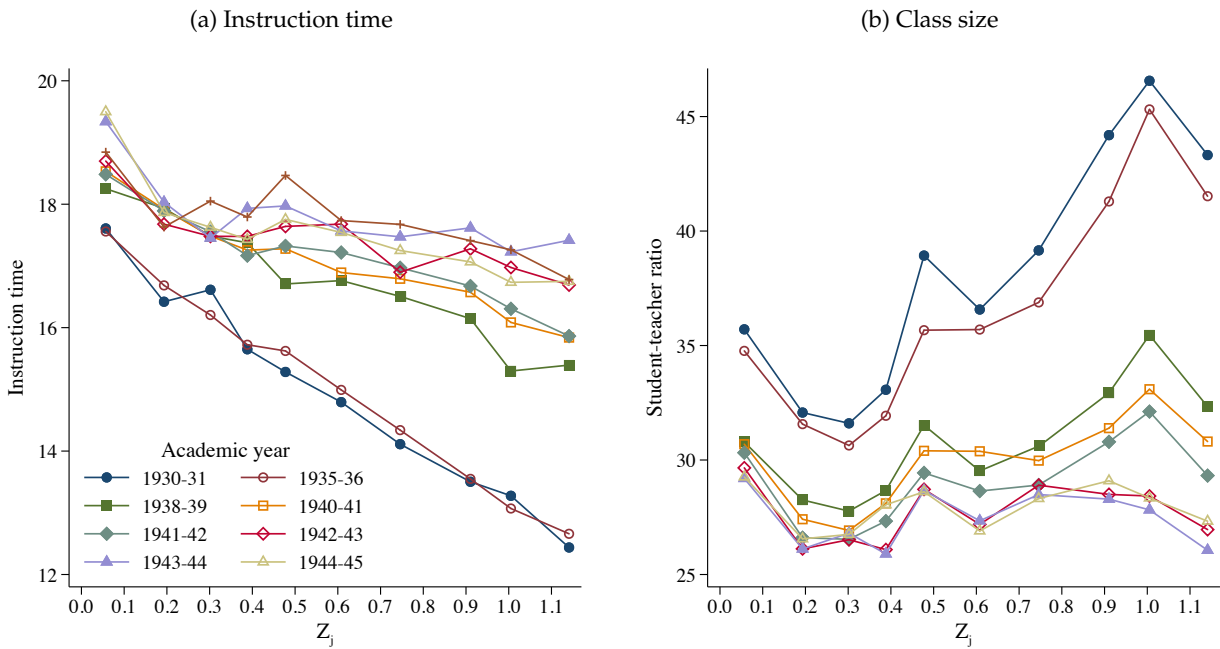 (a) Instruction time
(b) Class size
20
18
16
14
12
Instruction time
Academic year
1930-31
1935-36
1938-39
1940-41
1941-42
1942-43
1943-44
1944-45
0.0 0.1 0.2 0.3 0.4 0.5 0.6 0.7 0.8 0.9 1.0 1.1
Zj
45
40
35
30
25
Student-teacher ratio
0.0 0.1 0.2 0.3 0.4 0.5 0.6 0.7 0.8 0.9 1.0 1.1
Zj